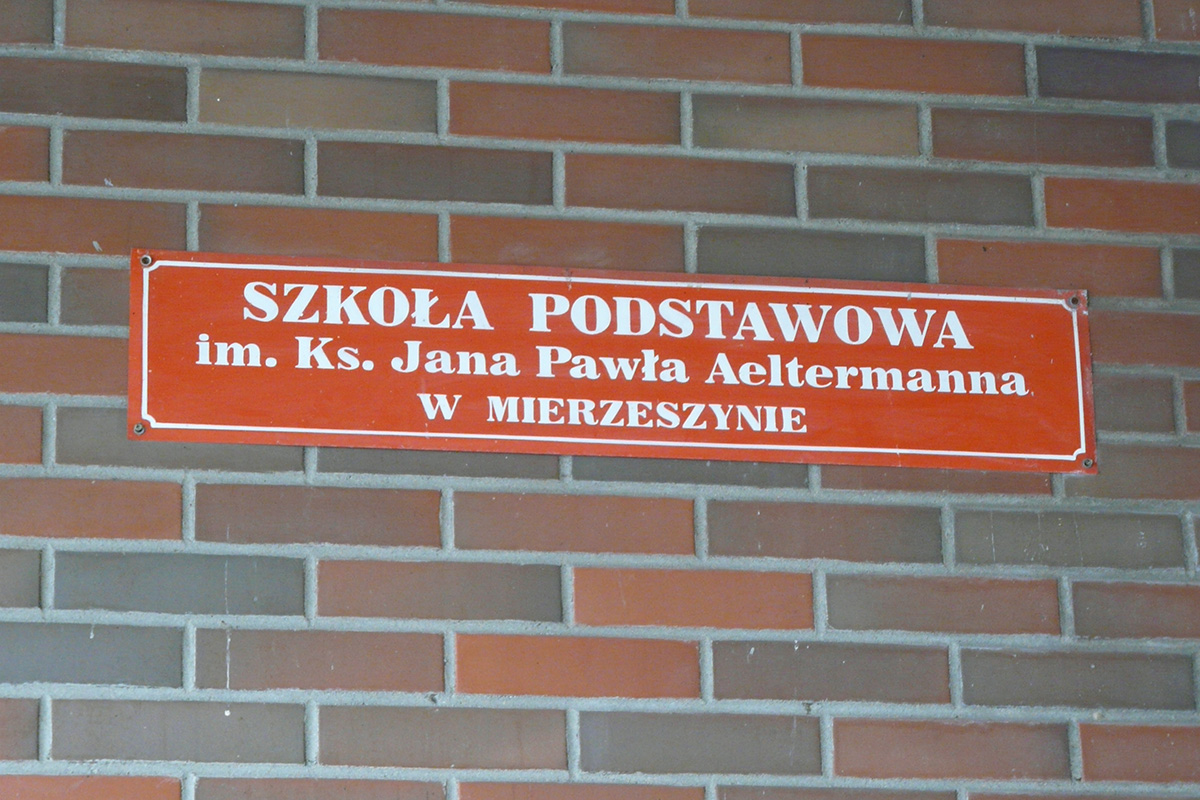 SZKOŁA PODSTAWOWA
im. Ks. Jana Pawła Aeltermanna
W MIERZESZYNIE